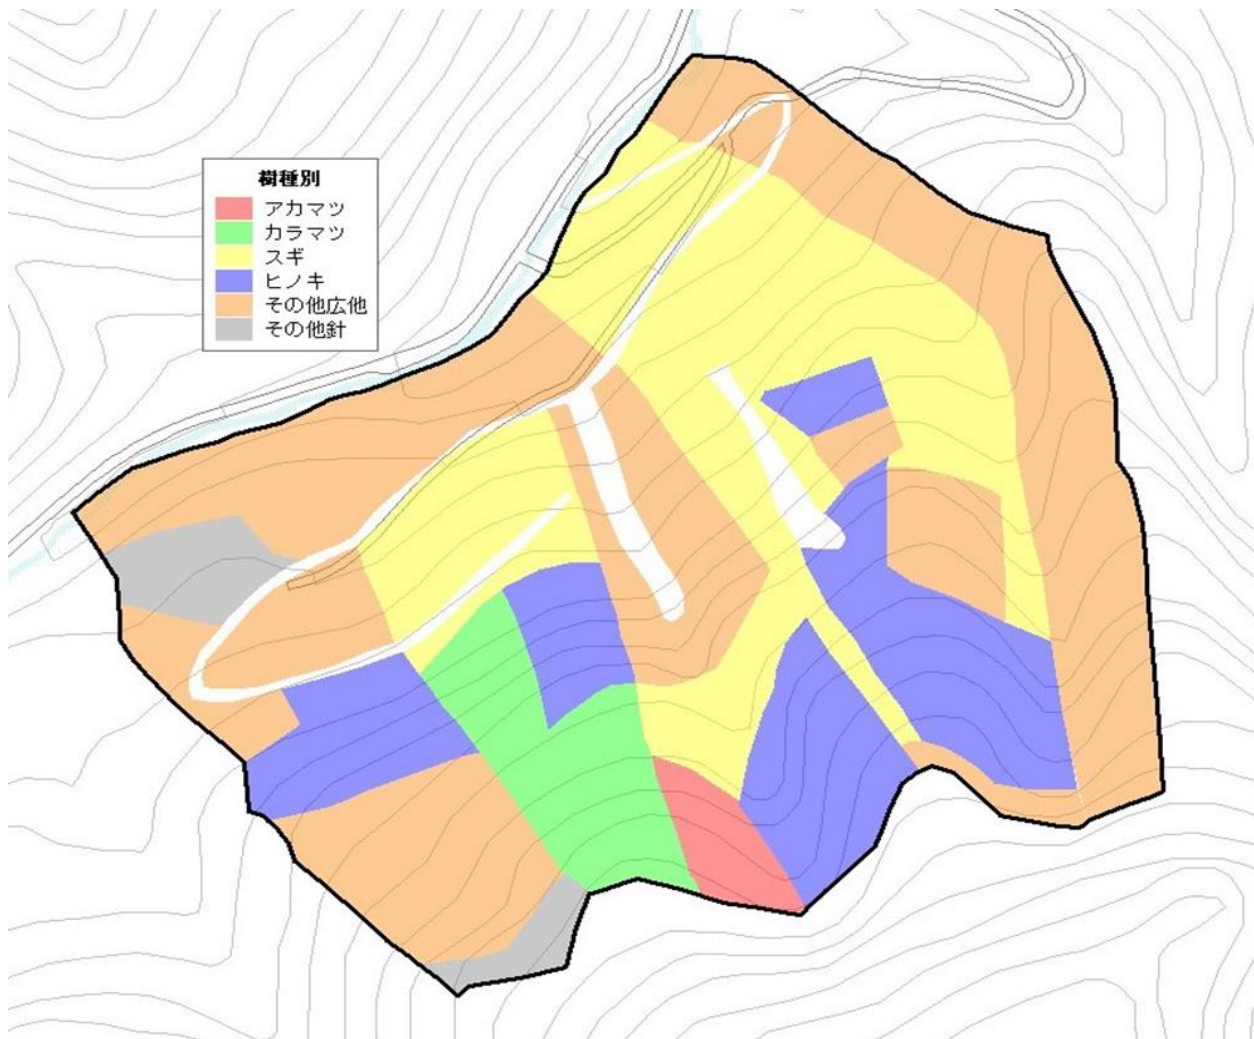 樹種別
アカマツ
カラマツ
スギ
ヒノキ
その他広他
その他針